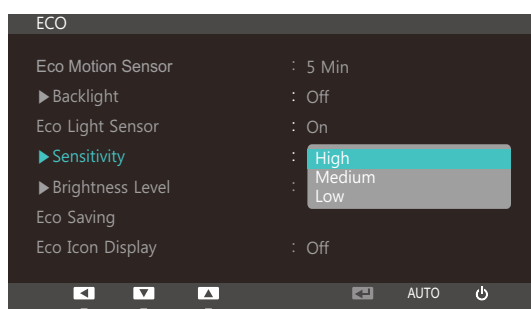 ECO
Eco Motion Sensor : 5 Min
▶Backlight : Off
Eco Light Sensor : On
▶Sensitivity : High
Medium
▶Brightness Level :
Low
Eco Saving
Eco Icon Display : Off
AUTO